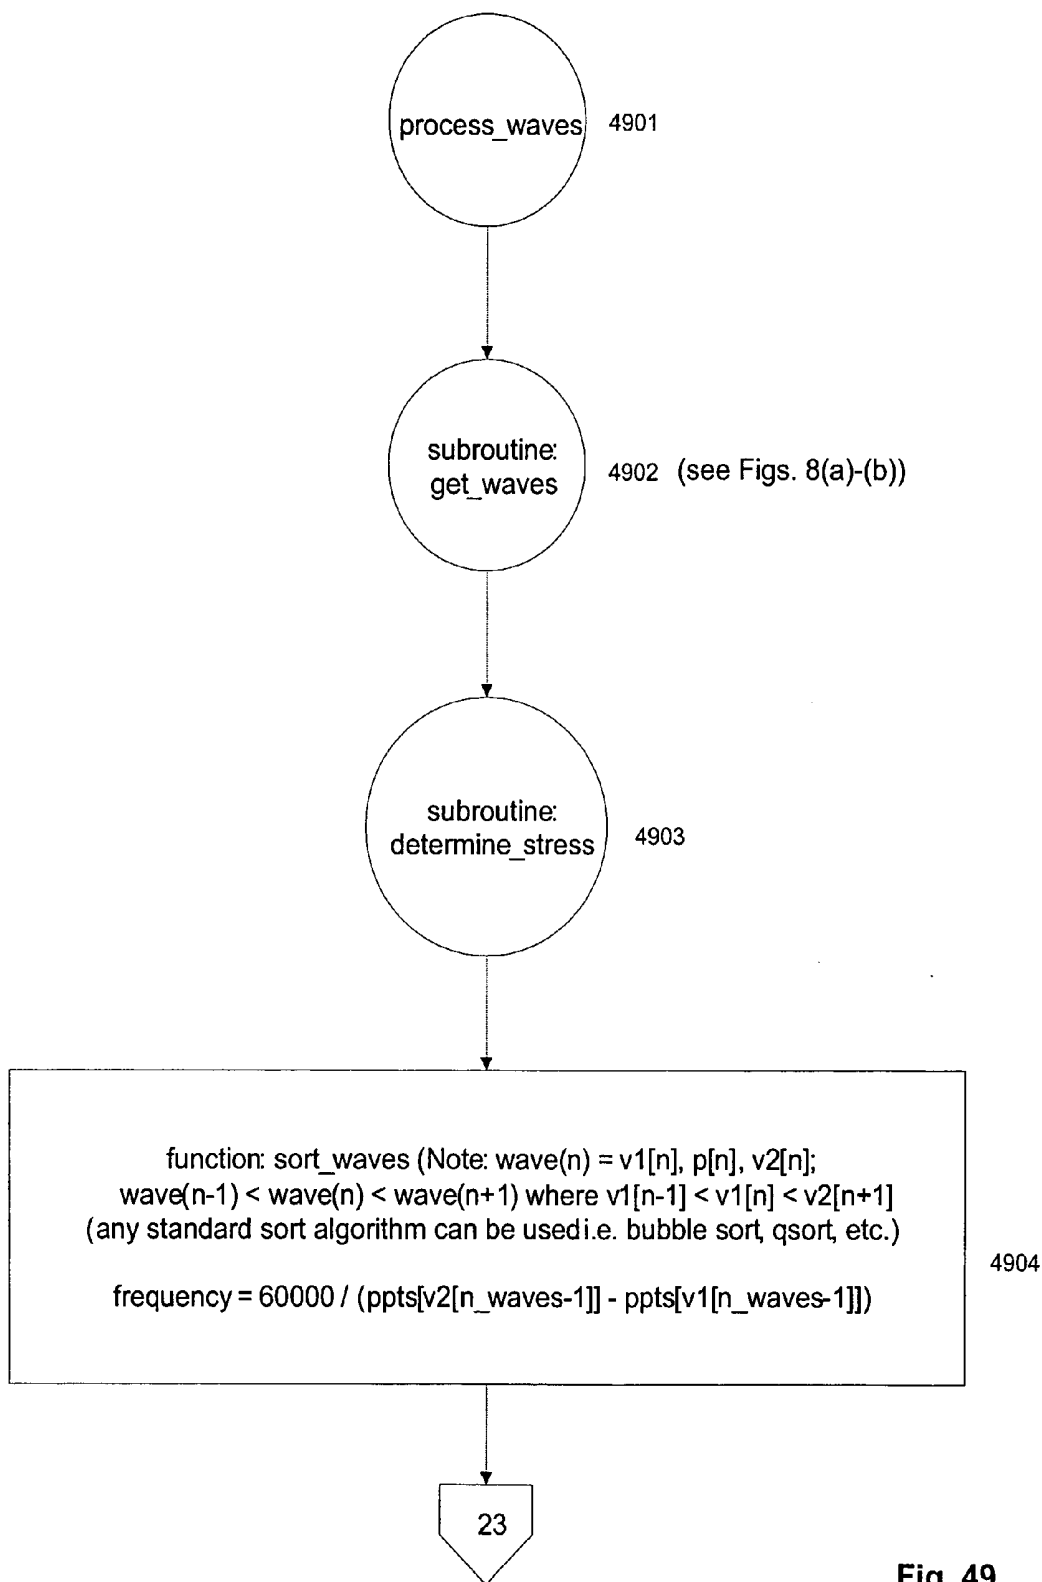 process_waves 4901
subroutine:
get_waves
4902 (see Figs. 8(a)-(b))
subroutine:
determine_stress
4903
function: sort_waves (Note: wave(n) = v1[n], p[n], v2[n];
wave(n-1) < wave(n) < wave(n+1) where v1[n-1] < v1[n] < v2[n+1]
(any standard sort algorithm can be used i.e. bubble sort, qsort, etc.)
frequency = 60000 / (ppts[v2[n_waves-1]] - ppts[v1[n_waves-1]])
4904
23
Fig. 49